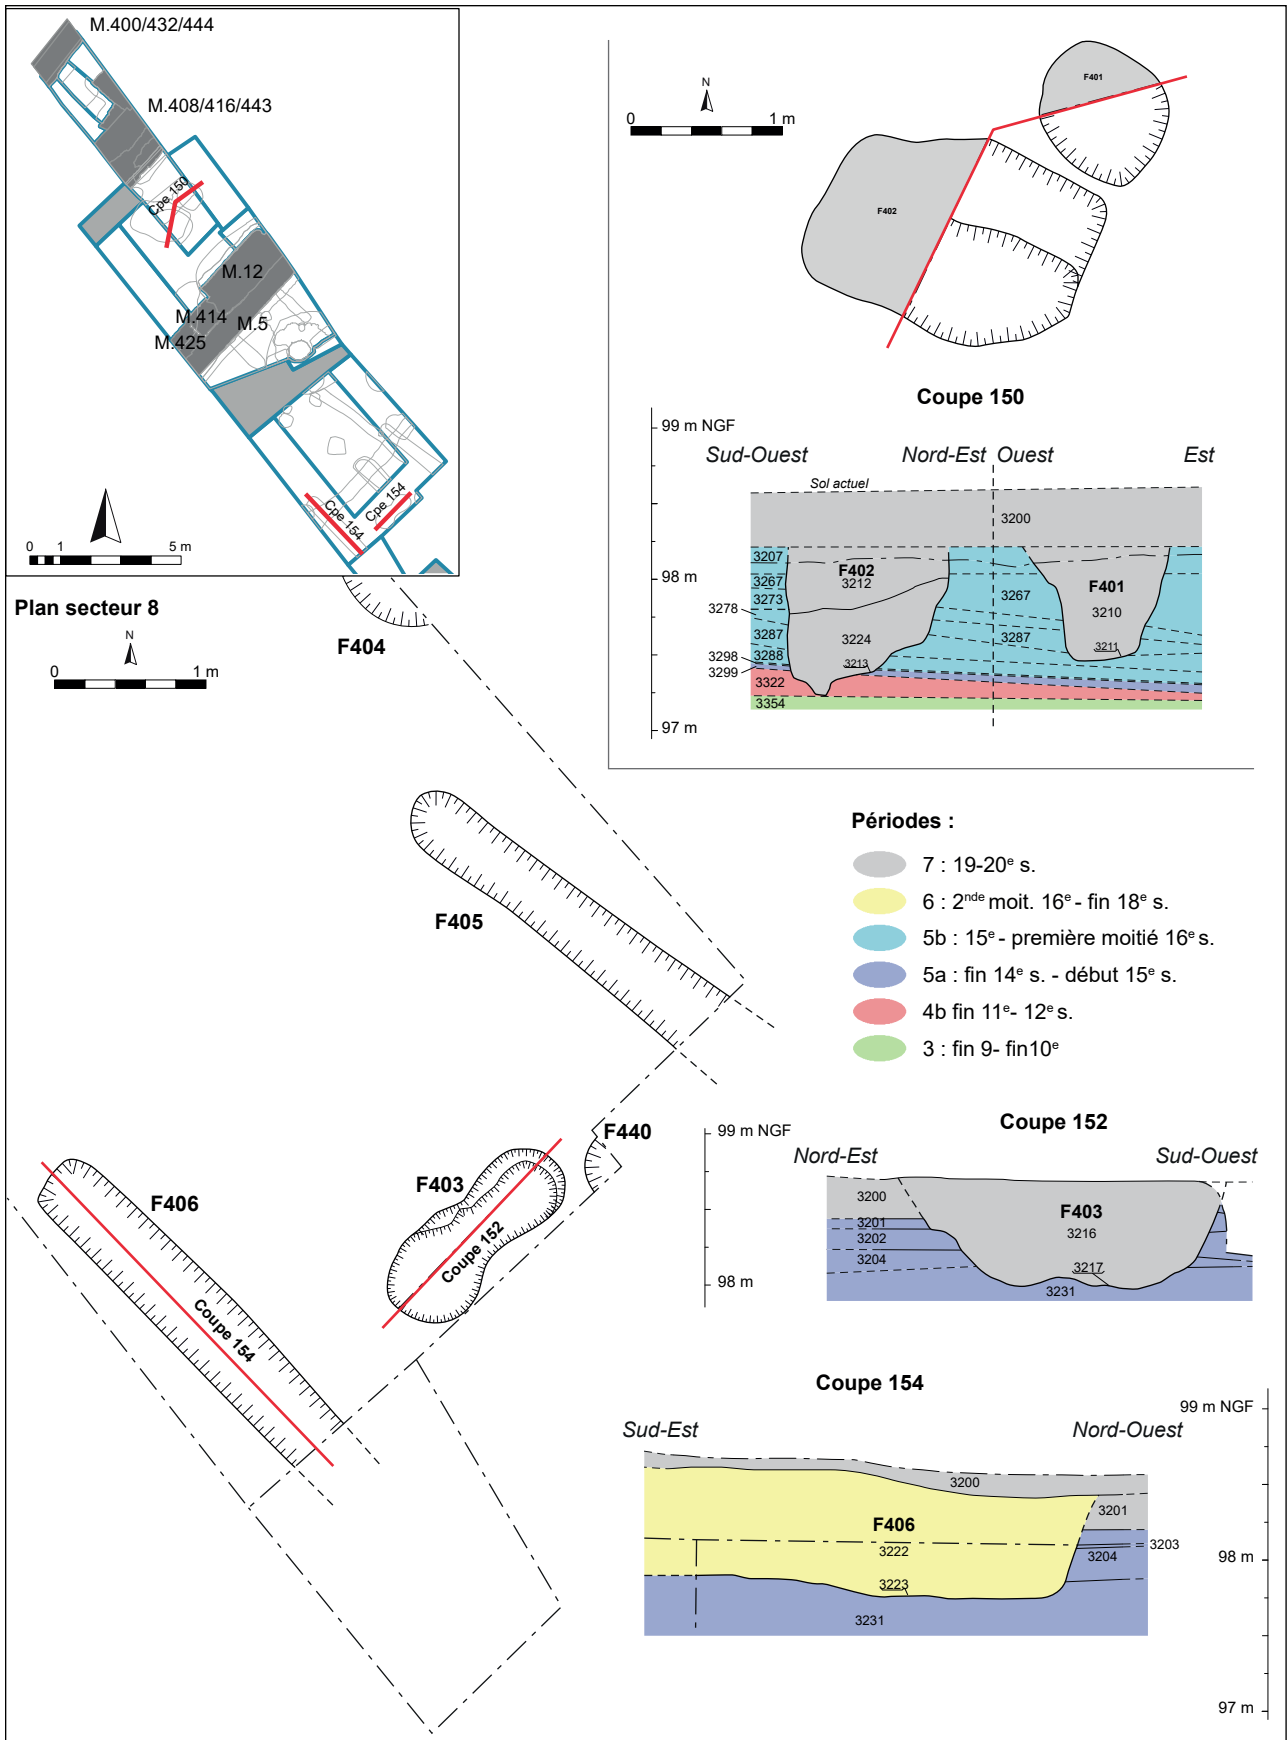 M.400/432/444
M.408/416/443
Cpe 150
M.12
M.414
M.5
M.425
Cpe 154
Cpe 154
0 1 5 m
Plan secteur 8
N
0 1 m
F404
F405
F440
F403
Coupe 152
F406
Coupe 154
N
0 1 m
F401
F402
Coupe 150
99 m NGF
Sud-Ouest Nord-Est Ouest Est
Sol actuel
3200
3207
98 m
F402
3212
F401
3267
3267
3273
3210
3278
3224
3287
3287
3211
3298
3288
3213
3299
3322
3354
97 m
Périodes :
7 : 19-20e s.
6 : 2nde moit. 16e - fin 18e s.
5b : 15e - première moitié 16e s.
5a : fin 14e s. - début 15e s.
4b fin 11e- 12e s.
3 : fin 9- fin10e
Coupe 152
99 m NGF
Nord-Est Sud-Ouest
3200
F403
3201
3216
3202
3204
3217
98 m
3231
Coupe 154
99 m NGF
Sud-Est Nord-Ouest
3200
3201
F406
3222
3203
3204
98 m
3223
3231
97 m